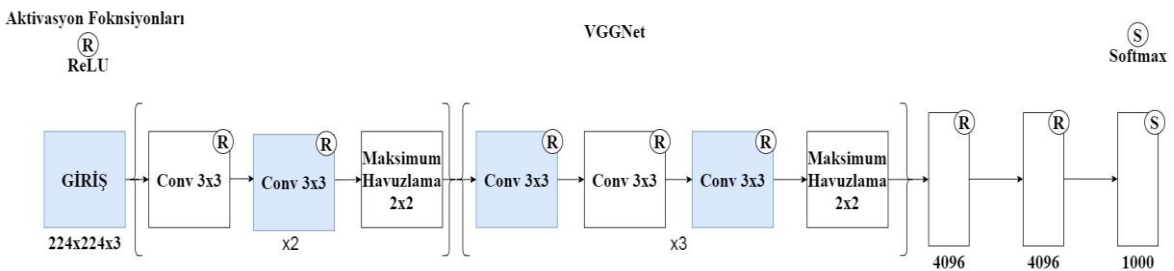 Aktivasyon Foknsiyonları
R
ReLU
VGGNet
S
Softmax
GİRİŞ
224x224x3
Conv 3x3
R
Conv 3x3
R
Maksimum
Havuzlama
2x2
x2
Conv 3x3
R
Conv 3x3
Conv 3x3
R
Maksimum
Havuzlama
2x2
x3
R
4096
R
4096
S
1000